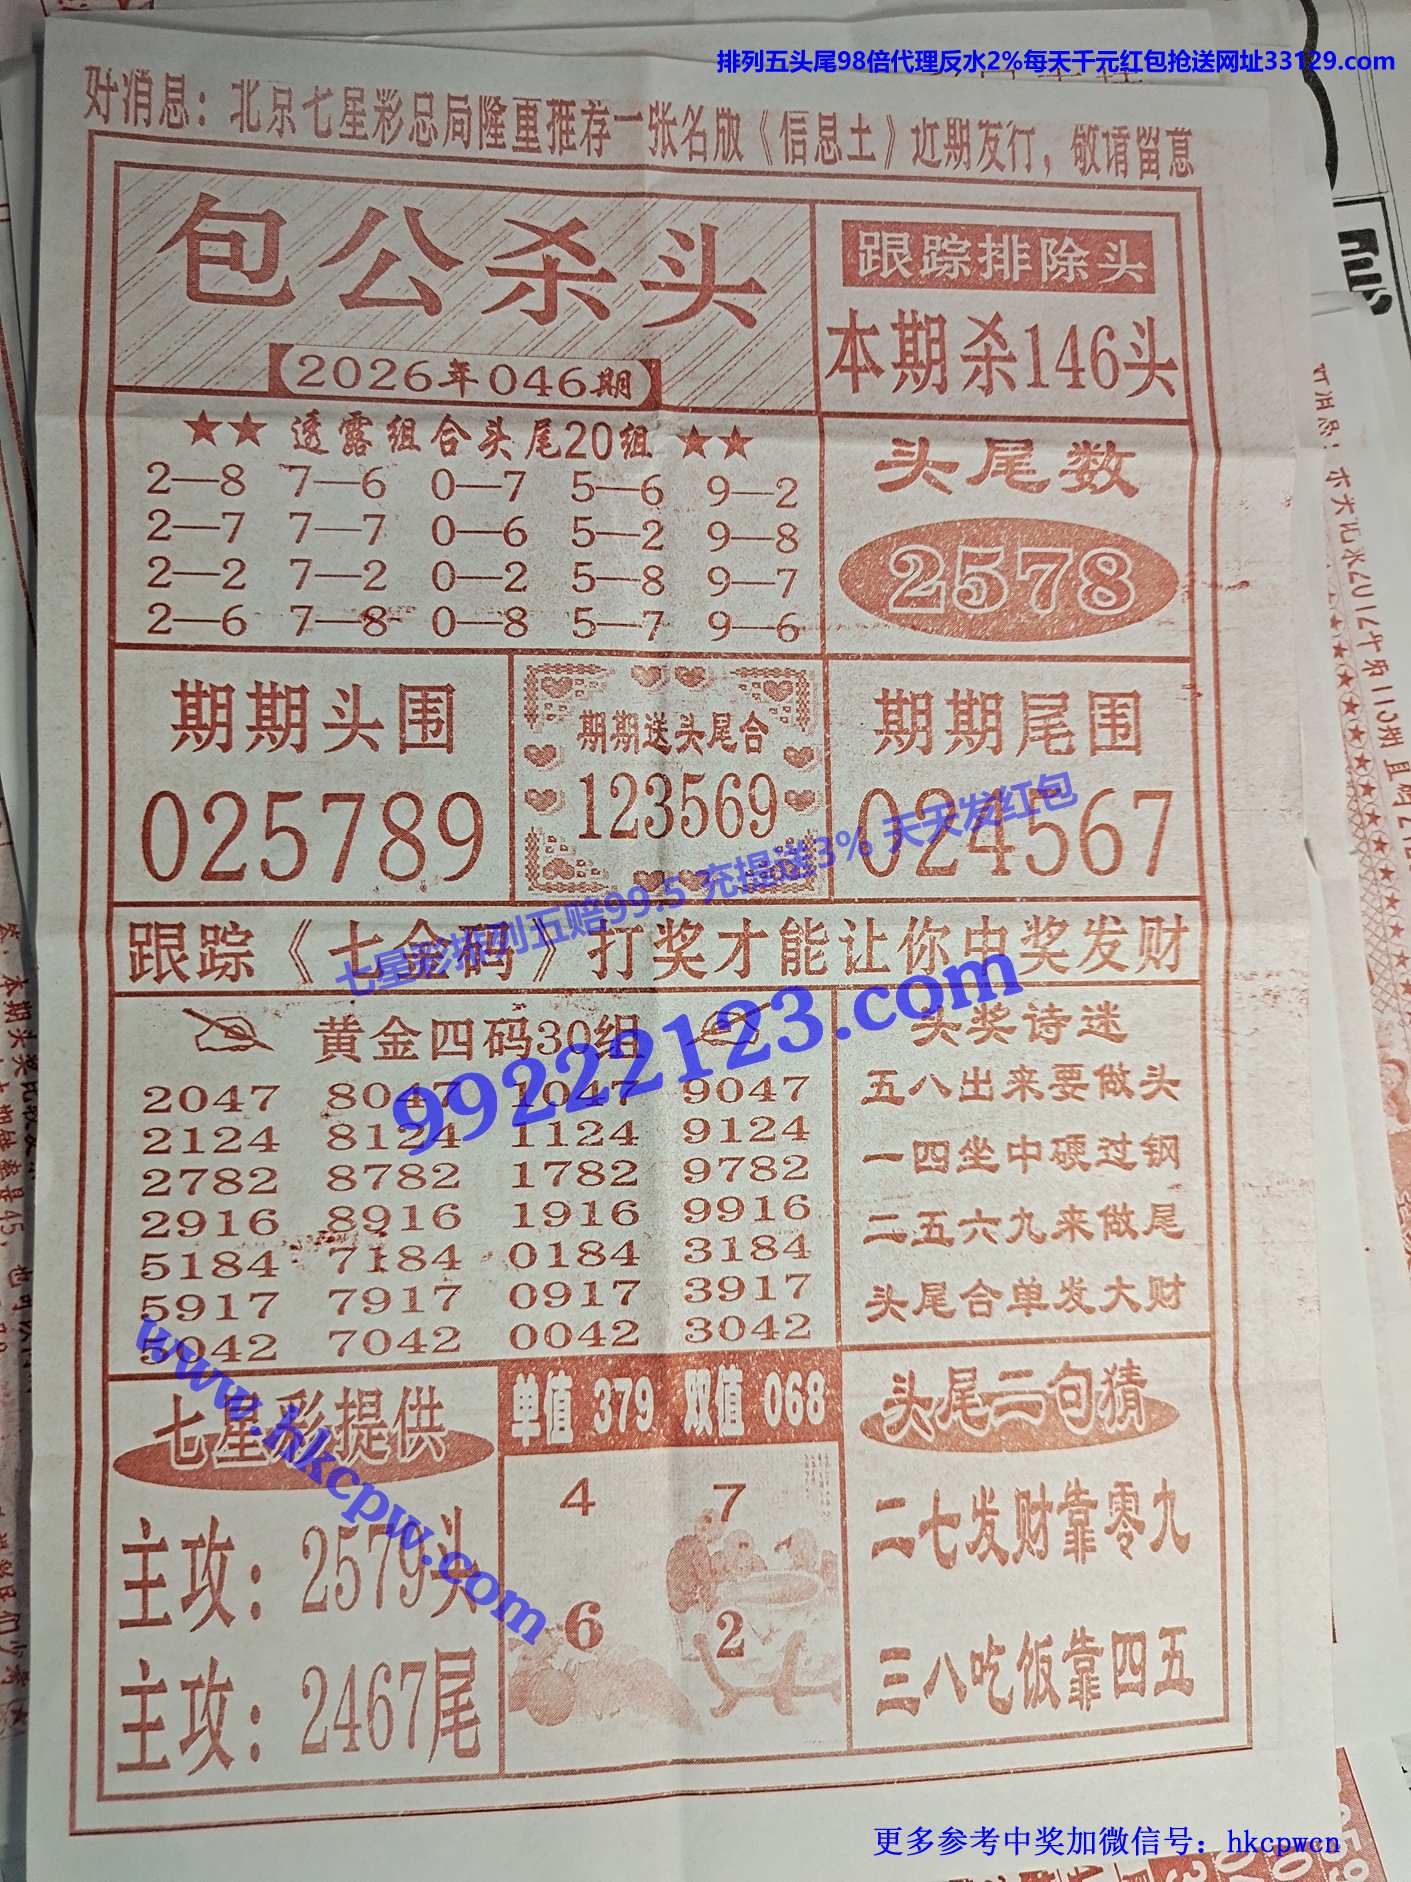 排列五头尾98倍代理反水2%每天千元红包抢送网址33129.com
好消息：北京七星彩总局隆重推荐一张名版《信息王》近期发行，敬请留意
包公杀头
【2026年046期】
跟踪排除头
本期杀146头
★★ 透露组合头尾20组 ★★
2—8 7—6 0—7 5—6 9—2
2—7 7—7 0—6 5—2 9—8
2—2 7—2 0—2 5—8 9—7
2—6 7—8 0—8 5—7 9—6
头尾数
2578
期期头围
025789
期期送头尾合
123569
期期尾围
024567
七星彩排列五赔99.5 充提送3% 天天发红包
跟踪《七金码》打奖才能让你中奖发财
99222123.com
黄金四码30组
2047 8047 1047 9047
2124 8124 1124 9124
2782 8782 1782 9782
2916 8916 1916 9916
5184 7184 0184 3184
5917 7917 0917 3917
5042 7042 0042 3042
头奖诗迷
五八出来要做头
一四坐中硬过钢
二五六九来做尾
头尾合单发大财
www.hkcpw.com
七星彩提供
主攻：2579头
主攻：2467尾
单值 379 双值 068
4 7
6 2
头尾二句猜
二七发财靠零九
三八吃饭靠四五
更多参考中奖加微信号：hkcpwcn